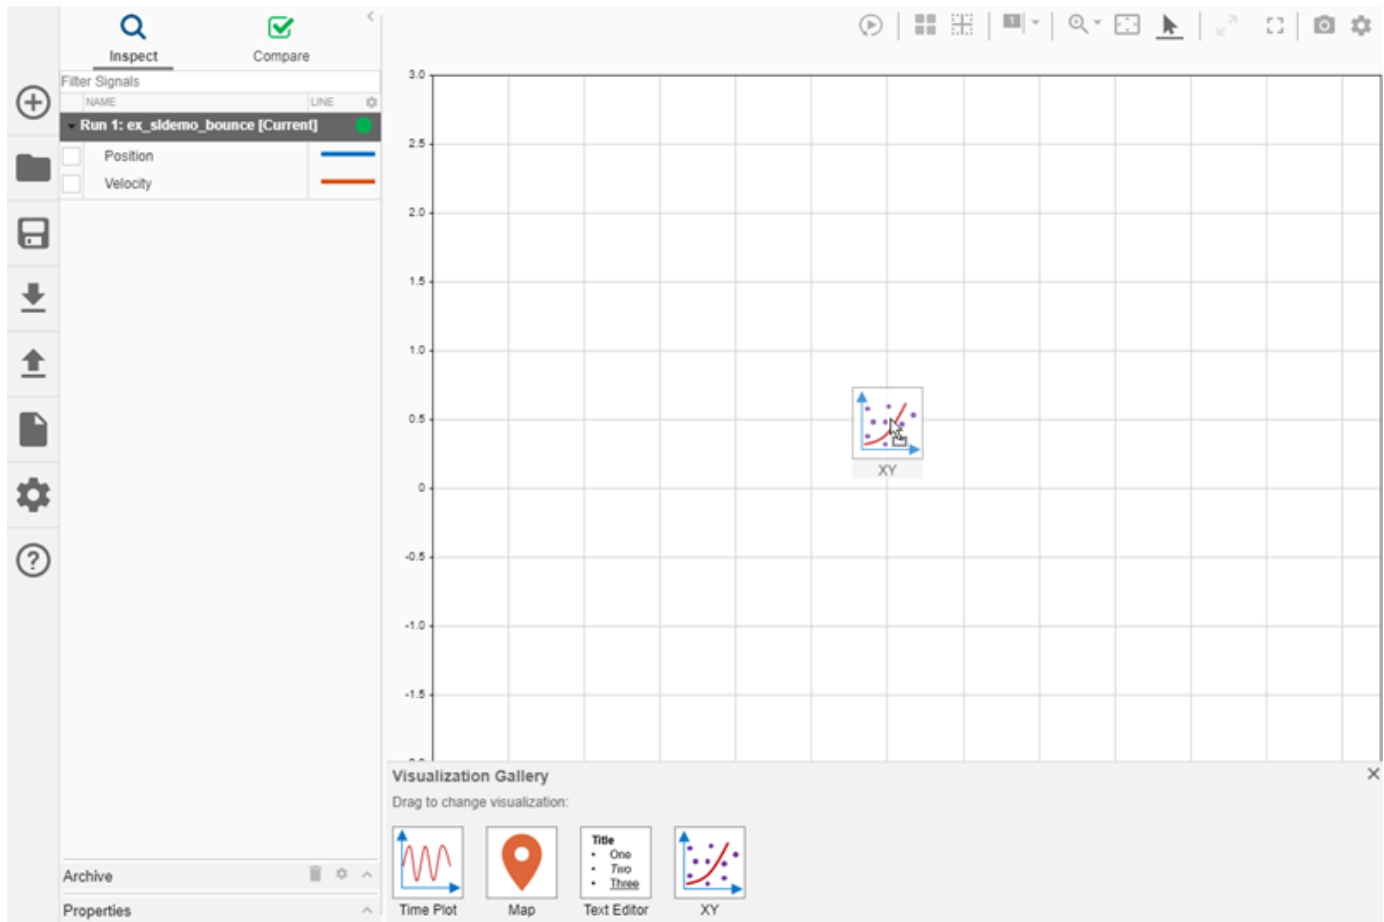 Inspect
Compare
Filter Signals
NAME
LINE
Run 1: ex_sldemo_bounce [Current]
Position
Velocity
Archive
Properties
1
3.0
2.5
2.0
1.5
1.0
0.5
0
-0.5
-1.0
-1.5
XY
Visualization Gallery
Drag to change visualization:
Title
One
Two
Three
Time Plot
Map
Text Editor
XY